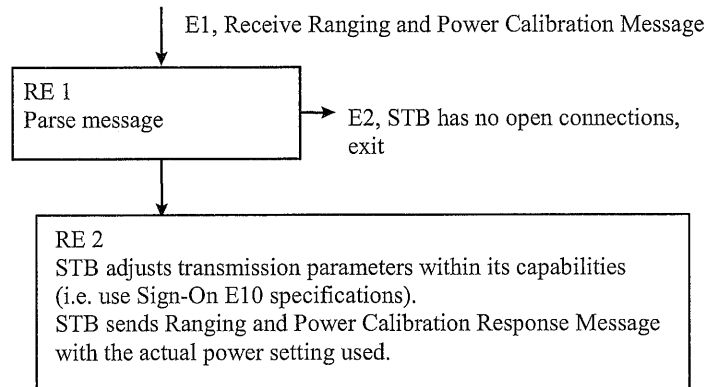 E1, Receive Ranging and Power Calibration Message
RE 1
Parse message
E2, STB has no open connections,
exit
RE 2
STB adjusts transmission parameters within its capabilities
(i.e. use Sign-On E10 specifications).
STB sends Ranging and Power Calibration Response Message
with the actual power setting used.